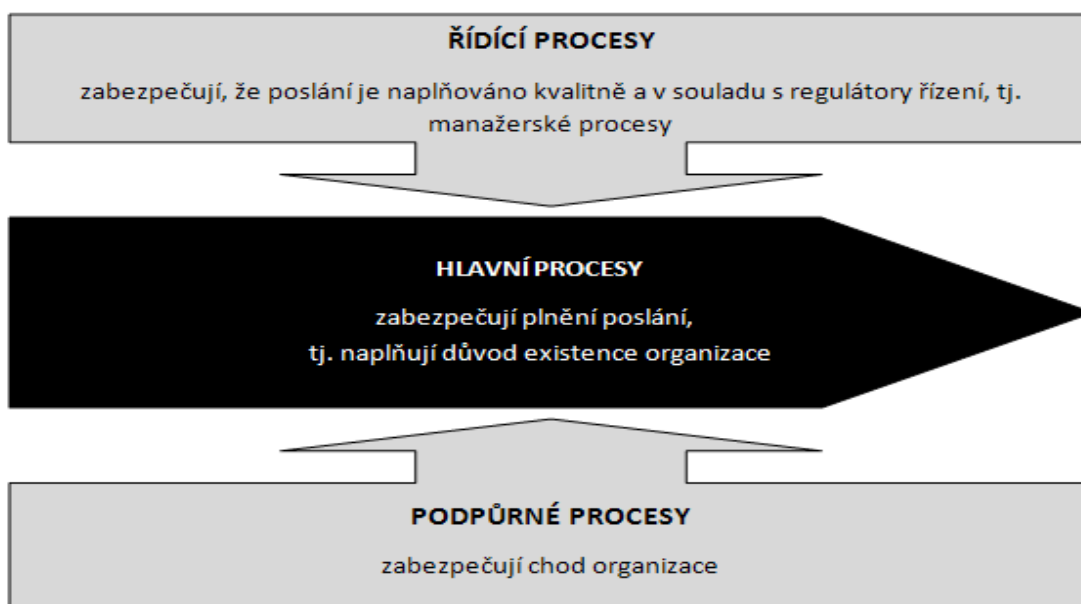 ŘÍDÍCÍ PROCESY
zabezpečují, že poslání je naplňováno kvalitně a v souladu s regulátory řízení, tj.
manažerské procesy
HLAVNÍ PROCESY
zabezpečují plnění poslání,
tj. naplňují důvod existence organizace
PODPŮRNÉ PROCESY
zabezpečují chod organizace